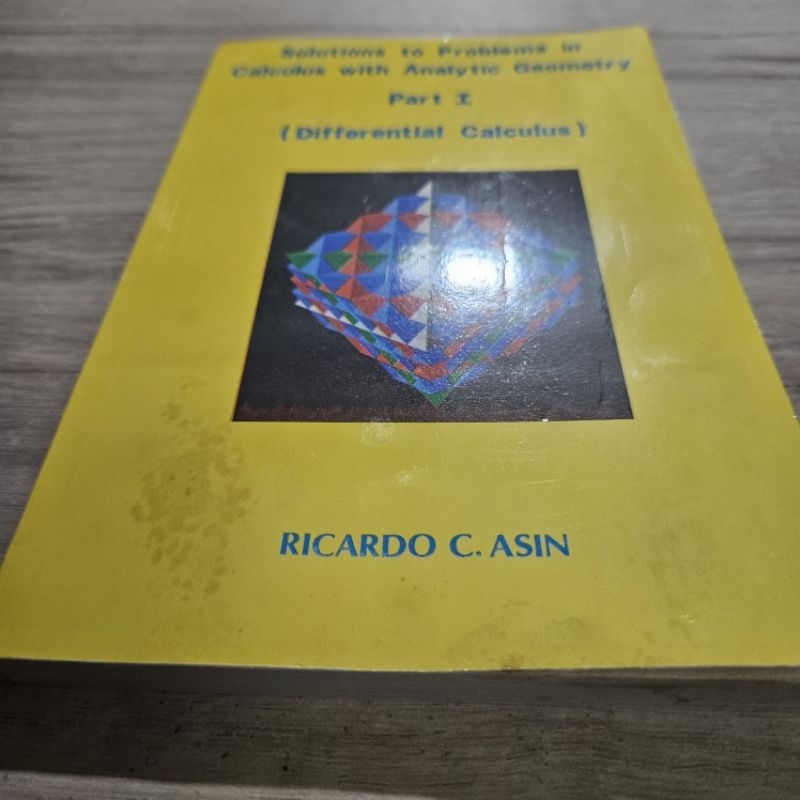 Solutions to Problems in
Calculus with Analytic Geometry
Part I
(Differential Calculus)
RICARDO C. ASIN